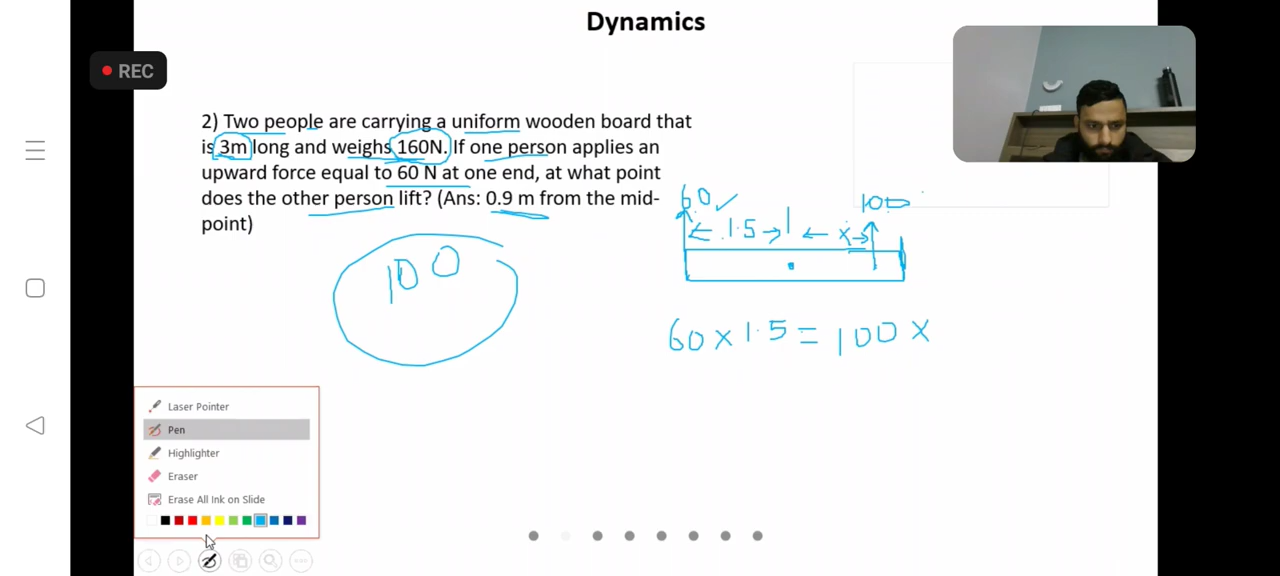 Dynamics
REC
2) Two people are carrying a uniform wooden board that
is 3m long and weighs 160N. If one person applies an
upward force equal to 60 N at one end, at what point
does the other person lift? (Ans: 0.9 m from the mid-
point)
60 ✓
100
1.5
x
100
60 × 1.5 = 100 x
Laser Pointer
Pen
Highlighter
Eraser
Erase All Ink on Slide